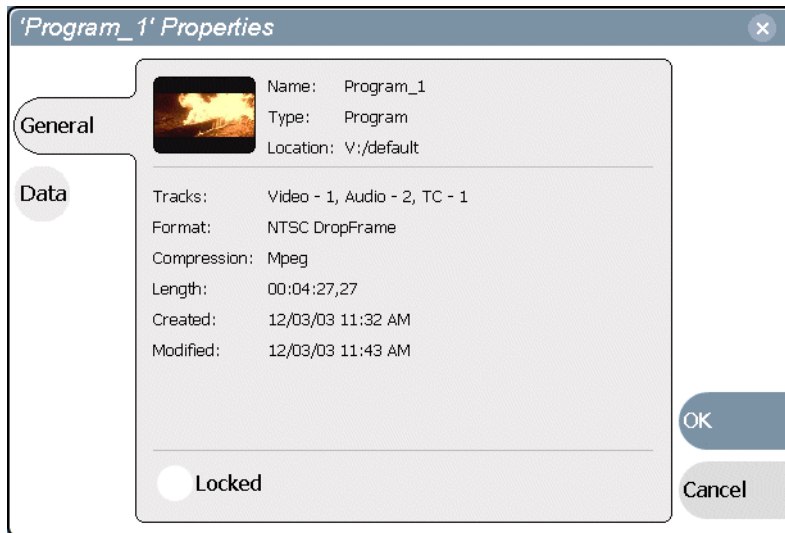 'Program_1' Properties
General
Data
Name: Program_1
Type: Program
Location: V:/default
Tracks: Video - 1, Audio - 2, TC - 1
Format: NTSC DropFrame
Compression: Mpeg
Length: 00:04:27,27
Created: 12/03/03 11:32 AM
Modified: 12/03/03 11:43 AM
Locked
OK
Cancel